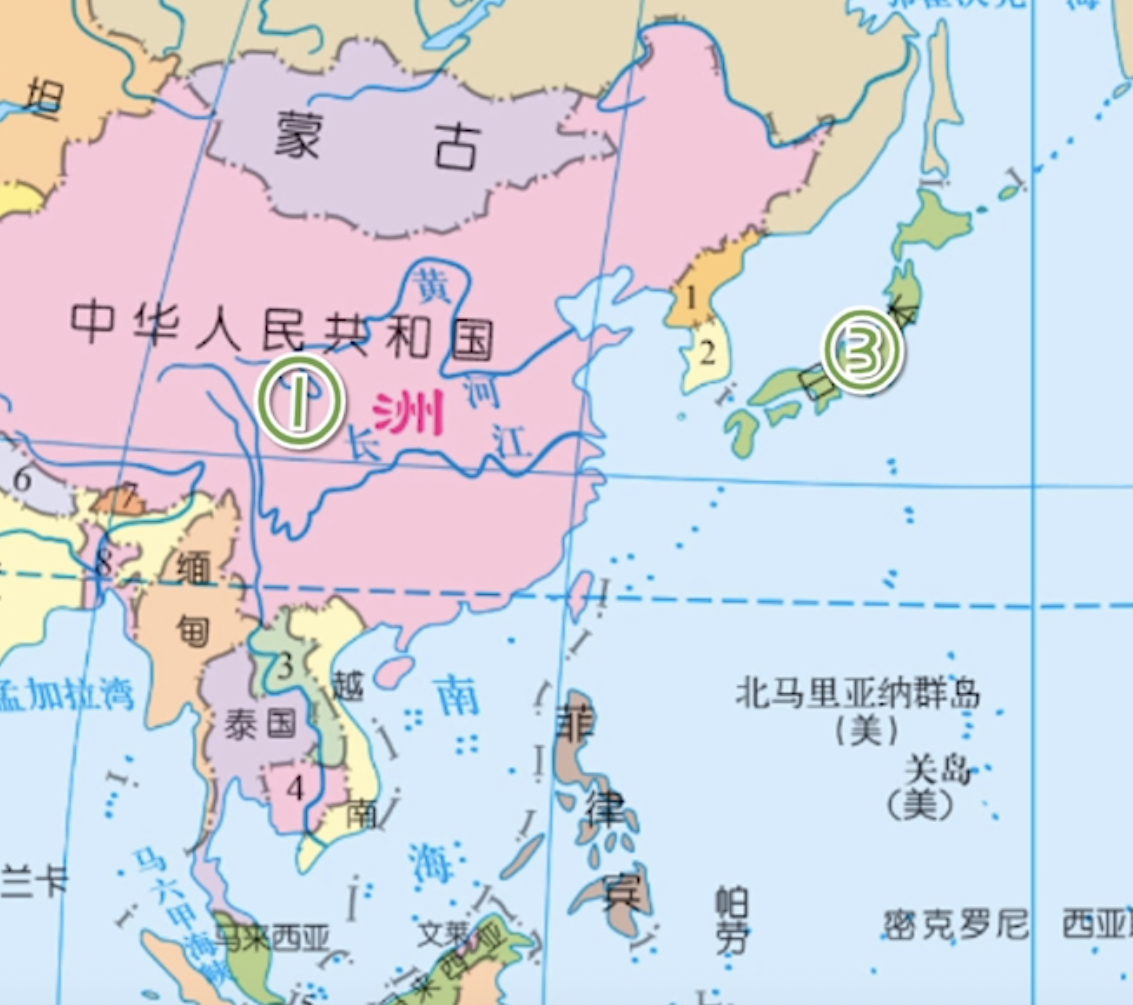 坦
蒙古
黄
1
中华人民共和国
2
③
日本
①
洲
河
长
江
6
7
8
缅甸
3
越南
孟加拉湾
泰国
南海
菲律宾
北马里亚纳群岛
(美)
关岛
(美)
4
马六甲海峡
兰卡
马来西亚
文莱
帕劳
密克罗尼
西亚